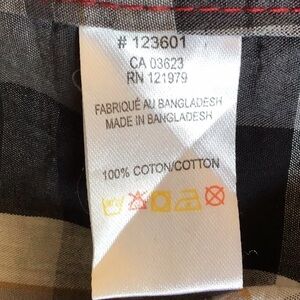 # 123601
CA 03623
RN 121979
FABRIQUÉ AU BANGLADESH
MADE IN BANGLADESH
100% COTON/COTTON